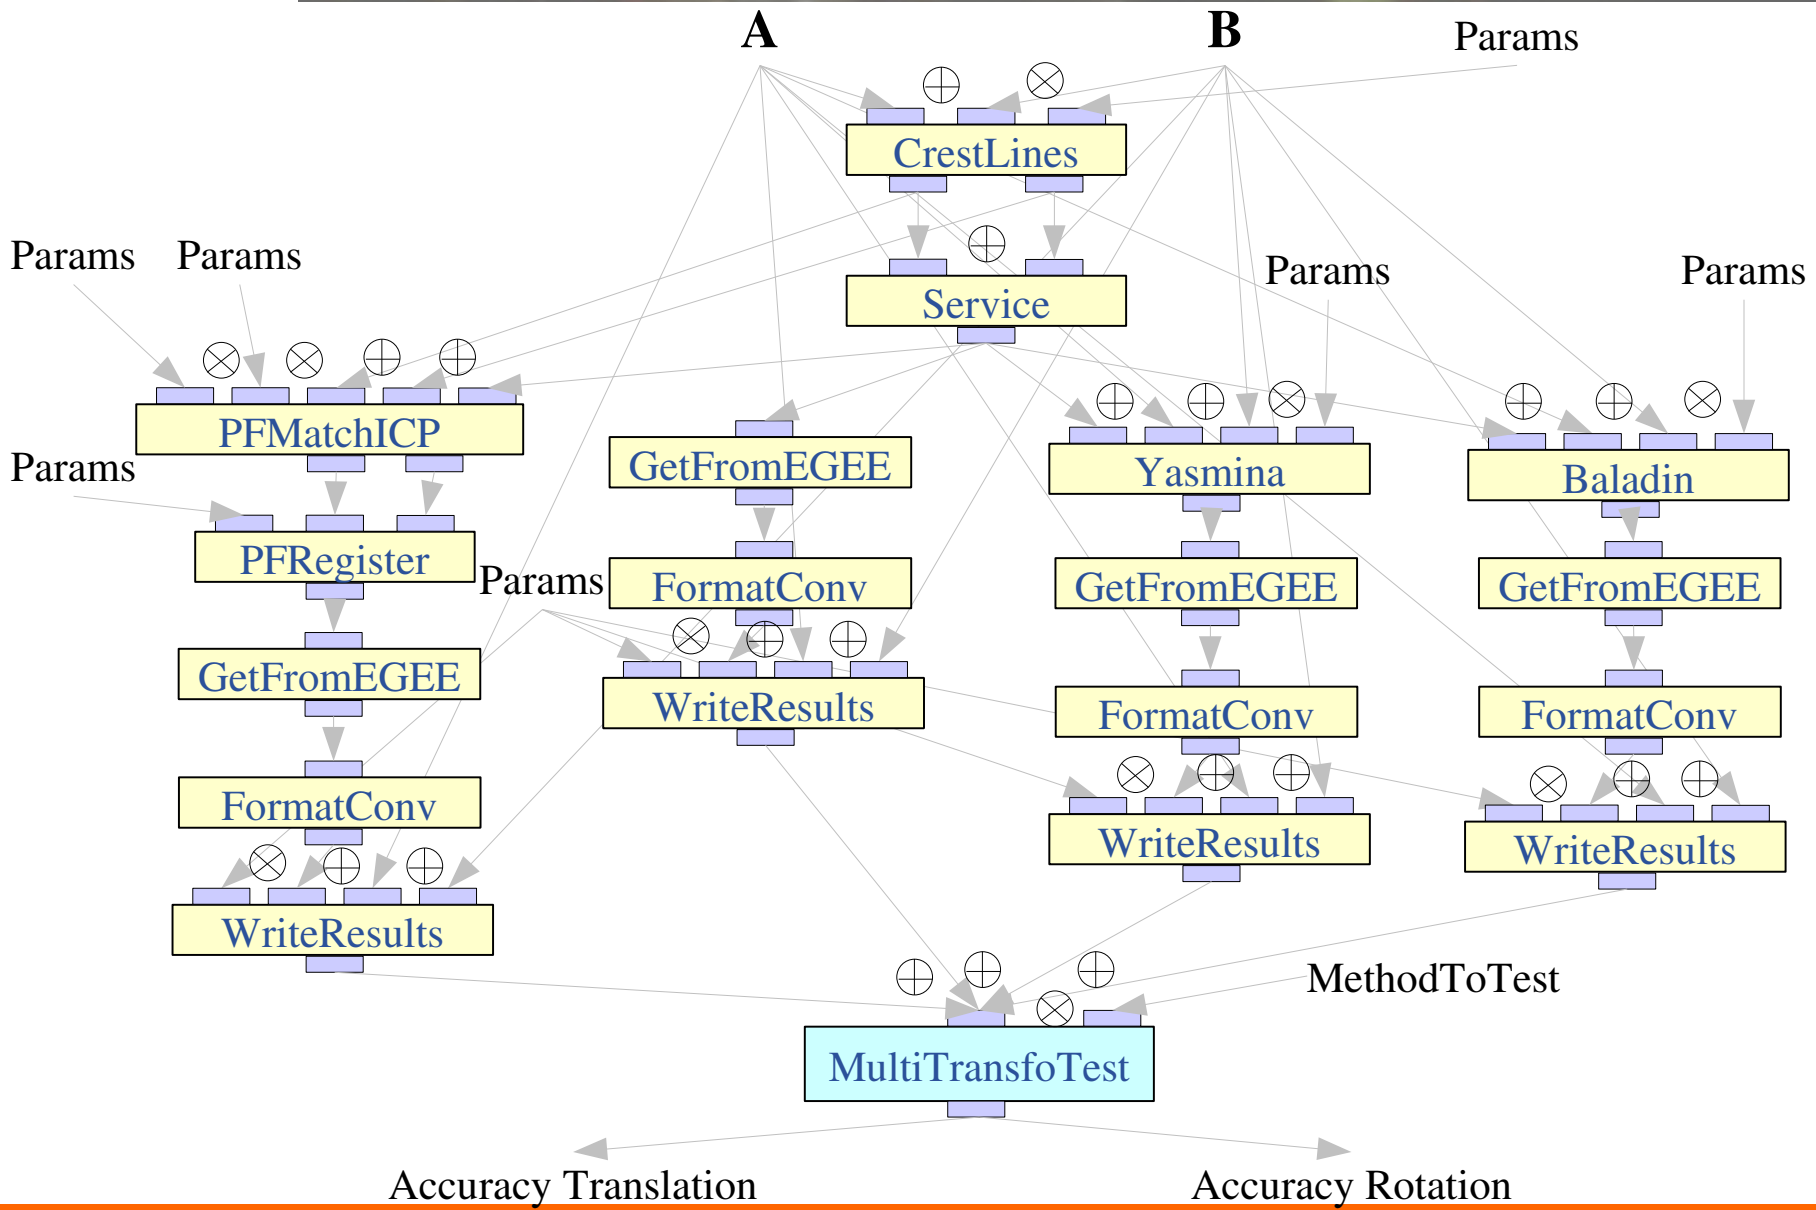 A
B
Params
CrestLines
Params
Params
Params
Params
Service
PFMatchICP
GetFromEGEE
Yasmina
Baladin
Params
PFRegister
Params
FormatConv
GetFromEGEE
GetFromEGEE
GetFromEGEE
WriteResults
FormatConv
FormatConv
FormatConv
WriteResults
WriteResults
WriteResults
MethodToTest
MultiTransfoTest
Accuracy Translation
Accuracy Rotation